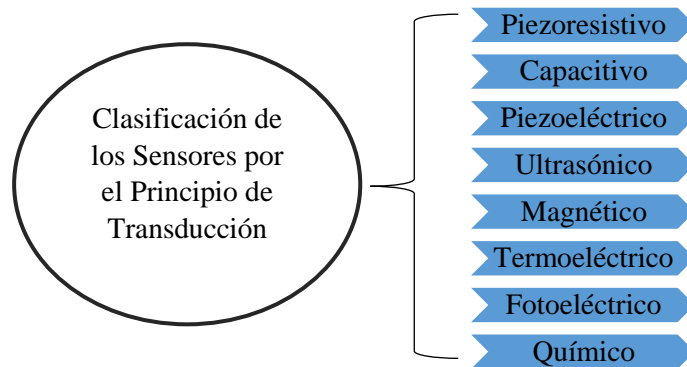 Clasificación de
los Sensores por
el Principio de
Transducción
Piezoresistivo
Capacitivo
Piezoeléctrico
Ultrasónico
Magnético
Termoeléctrico
Fotoeléctrico
Químico